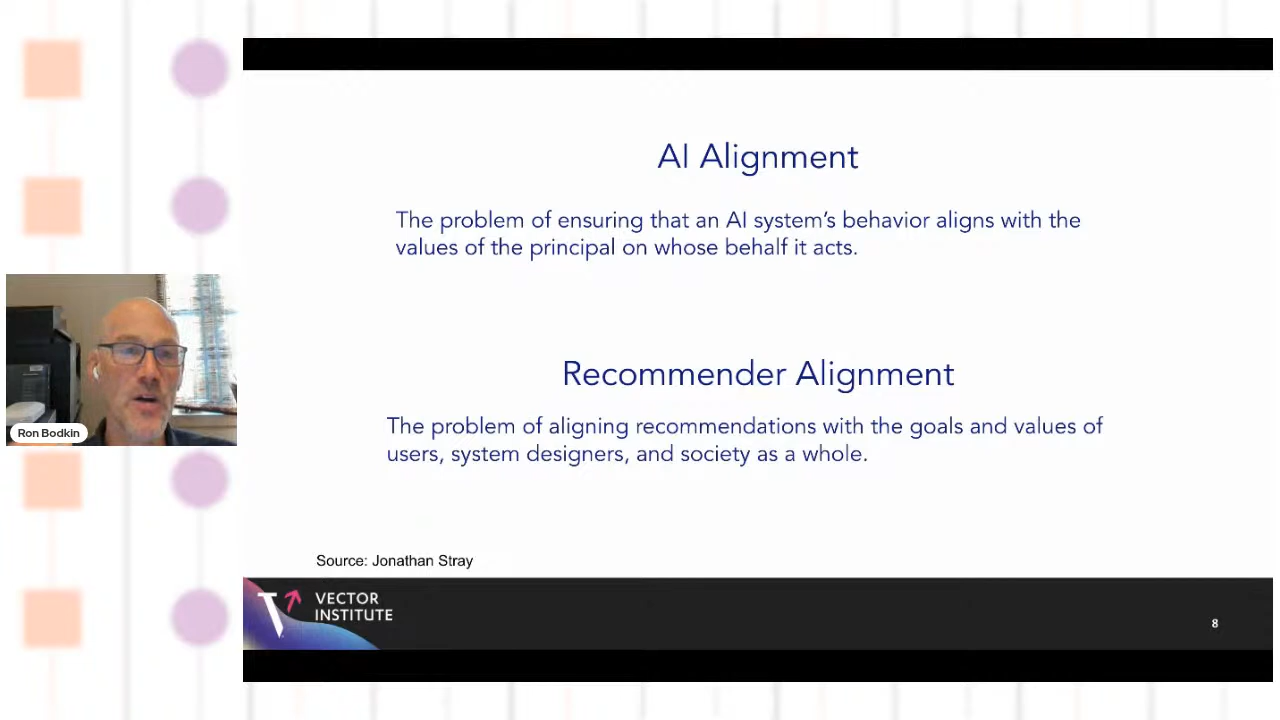 AI Alignment
The problem of ensuring that an AI system's behavior aligns with the
values of the principal on whose behalf it acts.
Recommender Alignment
The problem of aligning recommendations with the goals and values of
users, system designers, and society as a whole.
Ron Bodkin
Source: Jonathan Stray
VECTOR
INSTITUTE
8